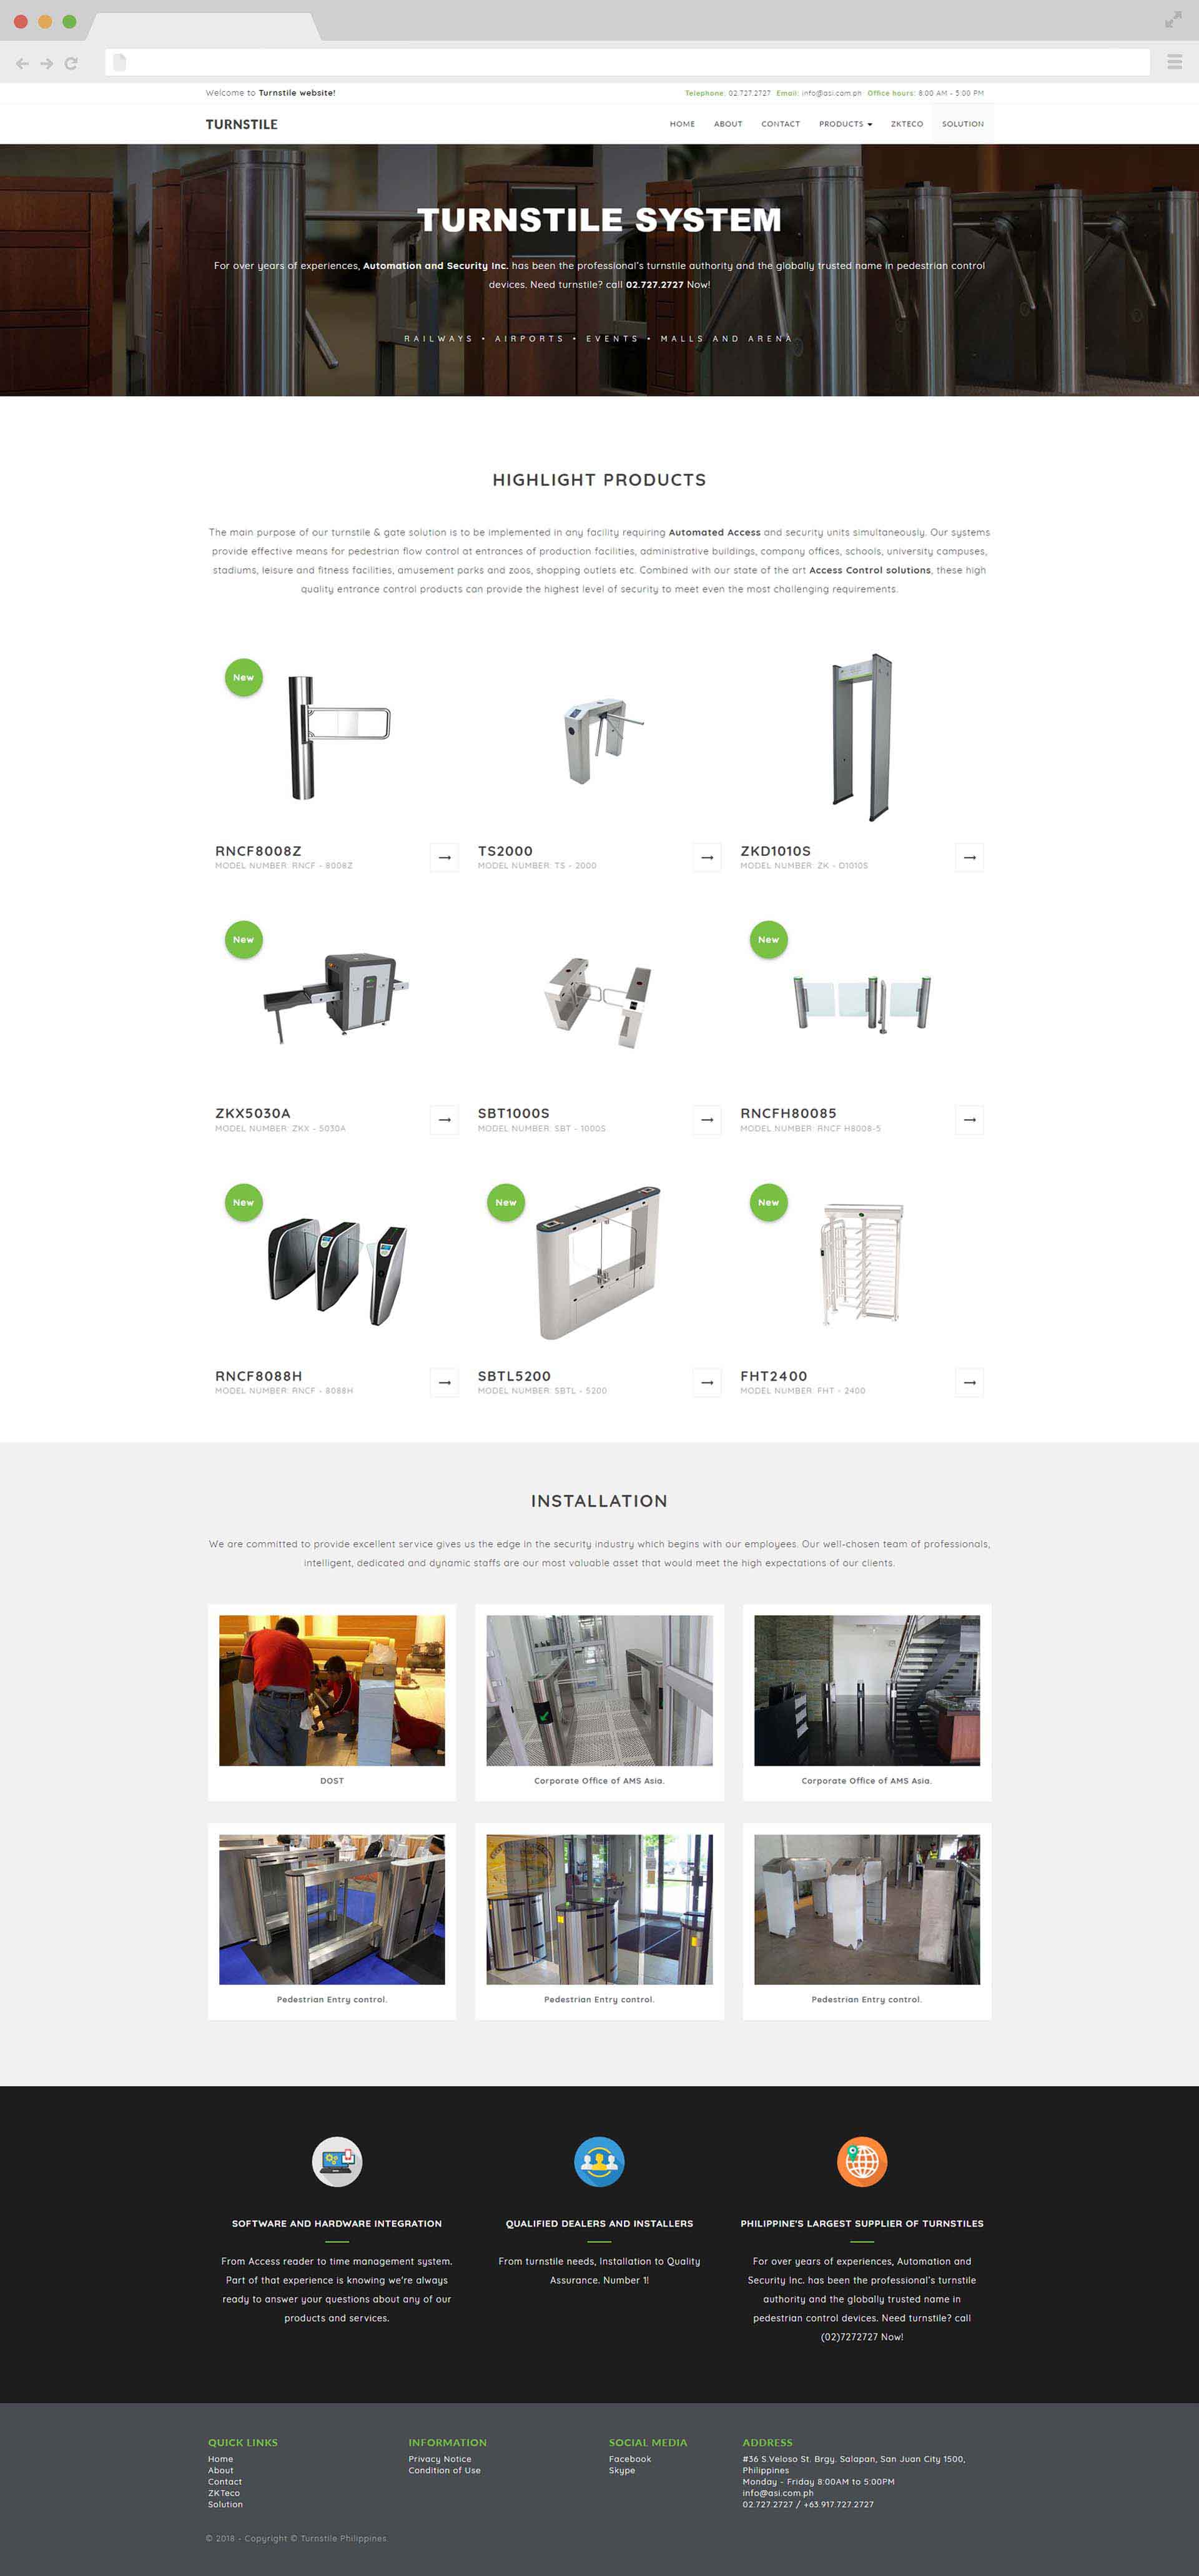 Welcome to Turnstile website!
Telephone: 02.727.2727 Email: info@asi.com.ph Office hours: 8:00 AM - 5:00 PM
TURNSTILE
HOME ABOUT CONTACT PRODUCTS ZKTECO SOLUTION
TURNSTILE SYSTEM
For over years of experiences, Automation and Security Inc. has been the professional's turnstile authority and the globally trusted name in pedestrian control
devices. Need turnstile? call 02.727.2727 Now!
RAILWAYS • AIRPORTS • EVENTS • MALLS AND ARENA
HIGHLIGHT PRODUCTS
The main purpose of our turnstile & gate solution is to be implemented in any facility requiring Automated Access and security units simultaneously. Our systems
provide effective means for pedestrian flow control at entrances of production facilities, administrative buildings, company offices, schools, university campuses,
stadiums, leisure and fitness facilities, amusement parks and zoos, shopping outlets etc. Combined with our state of the art Access Control solutions, these high
quality entrance control products can provide the highest level of security to meet even the most challenging requirements.
New
RNCF8008Z
MODEL NUMBER: RNCF - 8008Z
TS2000
MODEL NUMBER: TS - 2000
ZKD1010S
MODEL NUMBER: ZK - D1010S
New
New
ZKX5030A
MODEL NUMBER: ZKX - 5030A
SBT1000S
MODEL NUMBER: SBT - 1000S
RNCFH80085
MODEL NUMBER: RNCF H8008-5
New
New
New
RNCF8088H
MODEL NUMBER: RNCF - 8088H
SBTL5200
MODEL NUMBER: SBTL - 5200
FHT2400
MODEL NUMBER: FHT - 2400
INSTALLATION
We are committed to provide excellent service gives us the edge in the security industry which begins with our employees. Our well-chosen team of professionals,
intelligent, dedicated and dynamic staffs are our most valuable asset that would meet the high expectations of our clients.
DOST
Corporate Office of AMS Asia.
Corporate Office of AMS Asia.
Pedestrian Entry control.
Pedestrian Entry control.
Pedestrian Entry control.
SOFTWARE AND HARDWARE INTEGRATION
From Access reader to time management system.
Part of that experience is knowing we're always
ready to answer your questions about any of our
products and services.
QUALIFIED DEALERS AND INSTALLERS
From turnstile needs, Installation to Quality
Assurance. Number 1!
PHILIPPINE'S LARGEST SUPPLIER OF TURNSTILES
For over years of experiences, Automation and
Security Inc. has been the professional's turnstile
authority and the globally trusted name in
pedestrian control devices. Need turnstile? call
(02)7272727 Now!
QUICK LINKS
Home
About
Contact
ZKTeco
Solution
INFORMATION
Privacy Notice
Condition of Use
SOCIAL MEDIA
Facebook
Skype
ADDRESS
#36 S.Veloso St. Brgy. Salapan, San Juan City 1500,
Philippines
Monday - Friday 8:00AM to 5:00PM
info@asi.com.ph
02.727.2727 / +63.917.727.2727
© 2018 - Copyright © Turnstile Philippines